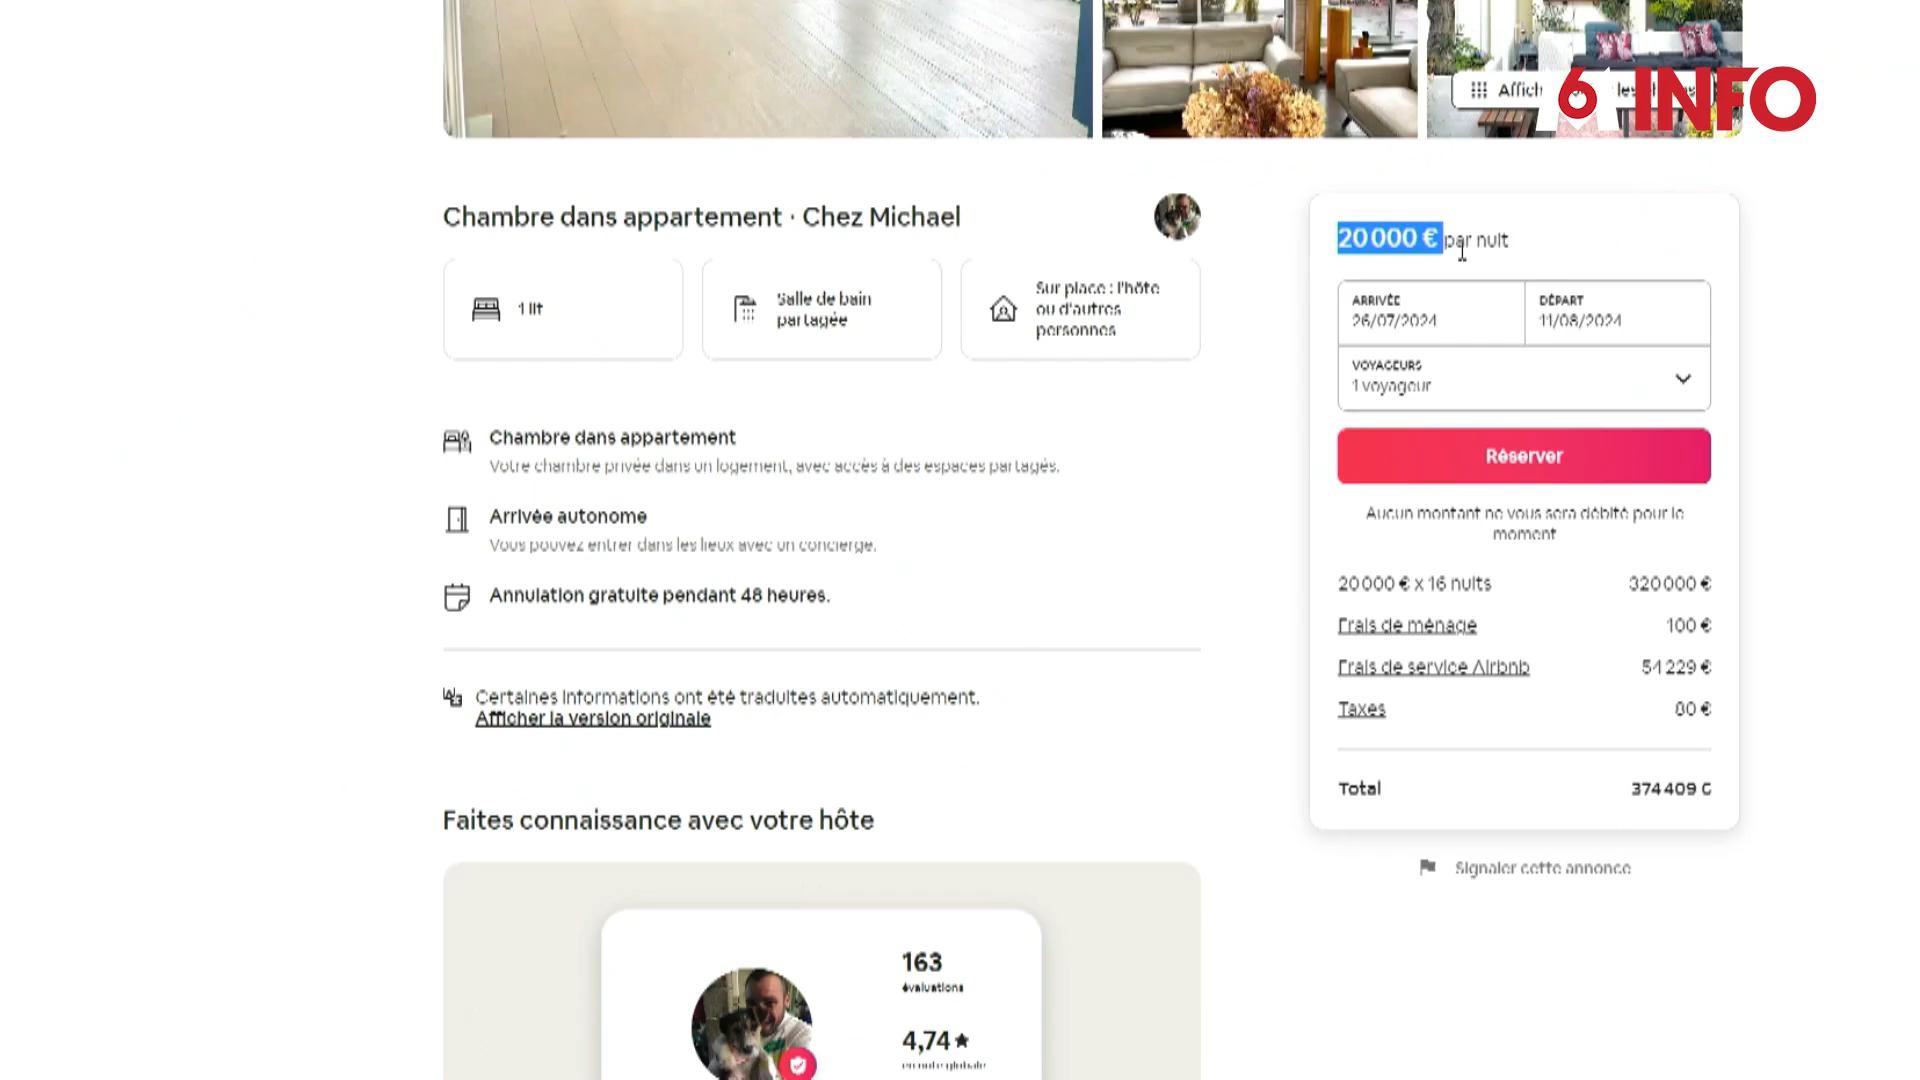 Affich
6 INFO
Chambre dans appartement · Chez Michael
1 lit
Salle de bain
partagée
Sur place : l'hôte
ou d'autres
personnes
Chambre dans appartement
Votre chambre privée dans un logement, avec accès à des espaces partagés.
Arrivée autonome
Vous pouvez entrer dans les lieux avec un concierge.
Annulation gratuite pendant 48 heures.
Certaines informations ont été traduites automatiquement.
Afficher la version originale
Faites connaissance avec votre hôte
163
évaluations
4,74 ★
en note globale
20 000 € par nuit
ARRIVÉE
26/07/2024
DÉPART
11/08/2024
VOYAGEURS
1 voyageur
Réserver
Aucun montant ne vous sera débité pour le
moment
20 000 € x 16 nuits
320 000 €
Frais de ménage
100 €
Frais de service Airbnb
54 229 €
Taxes
80 €
Total
374 409 €
Signaler cette annonce